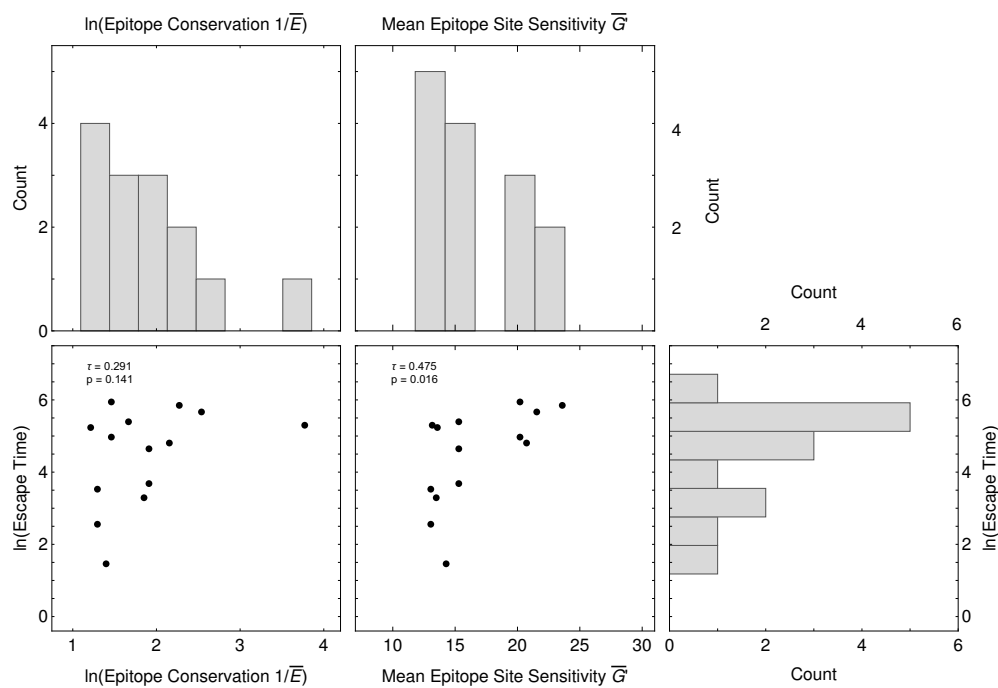 ln(Epitope Conservation 1/E̅)
Mean Epitope Site Sensitivity G̅'
Count
4
2
0
4
2
Count
Count
0 2 4 6
τ = 0.291
p = 0.141
τ = 0.475
p = 0.016
ln(Escape Time)
6
4
2
0
6
4
2
0
ln(Escape Time)
1 2 3 4
10 15 20 25 30
0 2 4 6
ln(Epitope Conservation 1/E̅)
Mean Epitope Site Sensitivity G̅'
Count